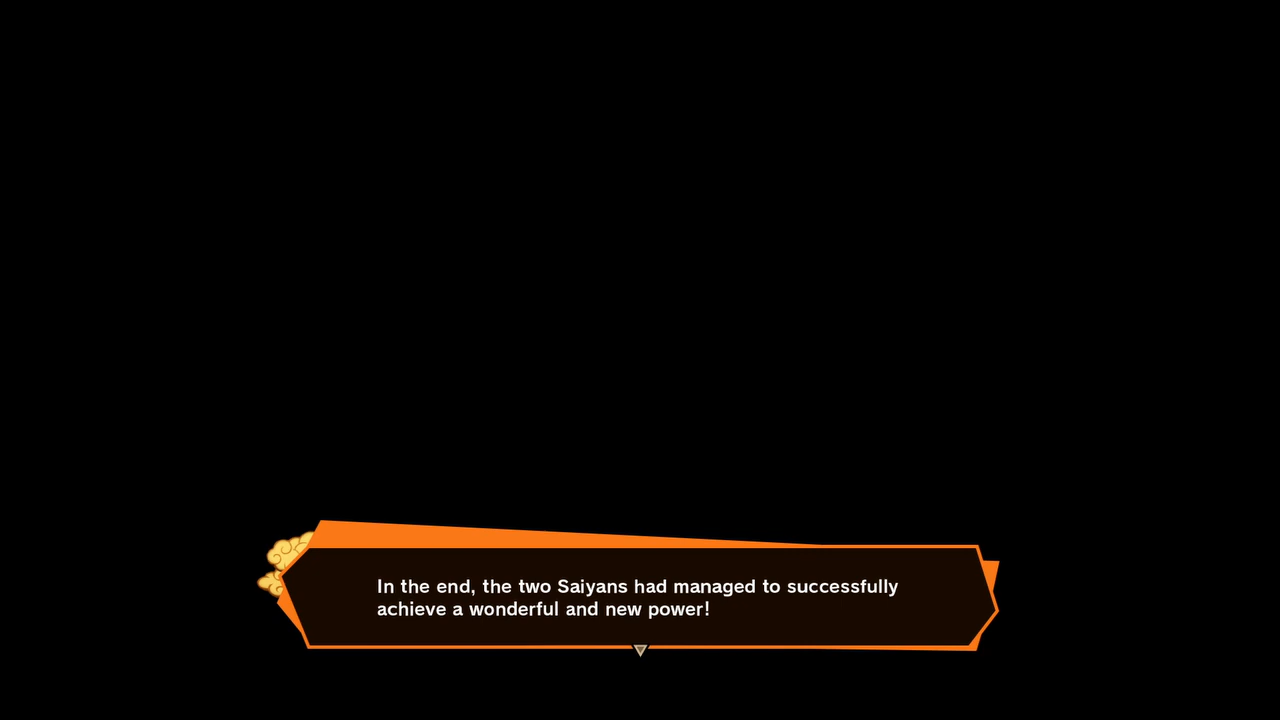 In the end, the two Saiyans had managed to successfully
achieve a wonderful and new power!